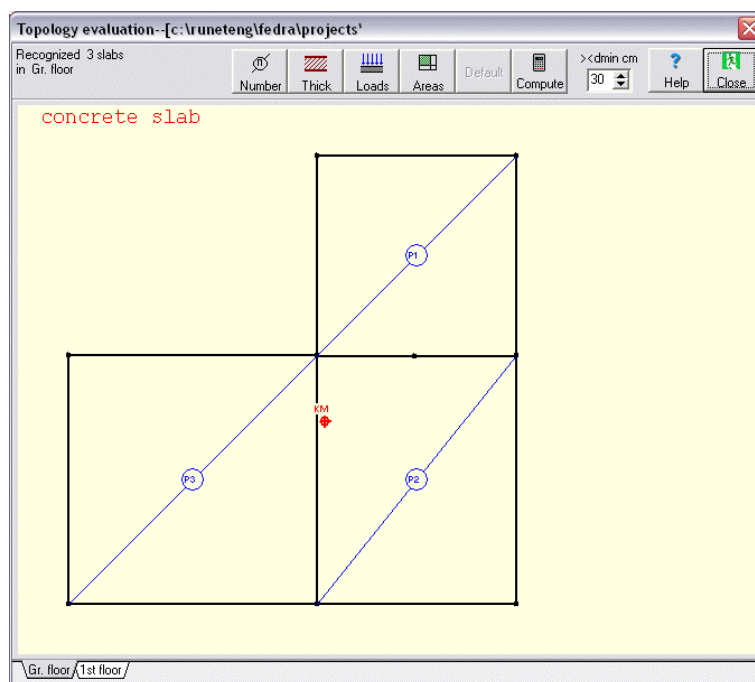 Topology evaluation--[c:\runeteng\fedra\projects'
Recognized 3 slabs
in Gr. floor
Number
Thick
Loads
Areas
Default
Compute
><dmin cm
30
Help
Close
concrete slab
P1
KM
P3
P2
Gr. floor
1st floor